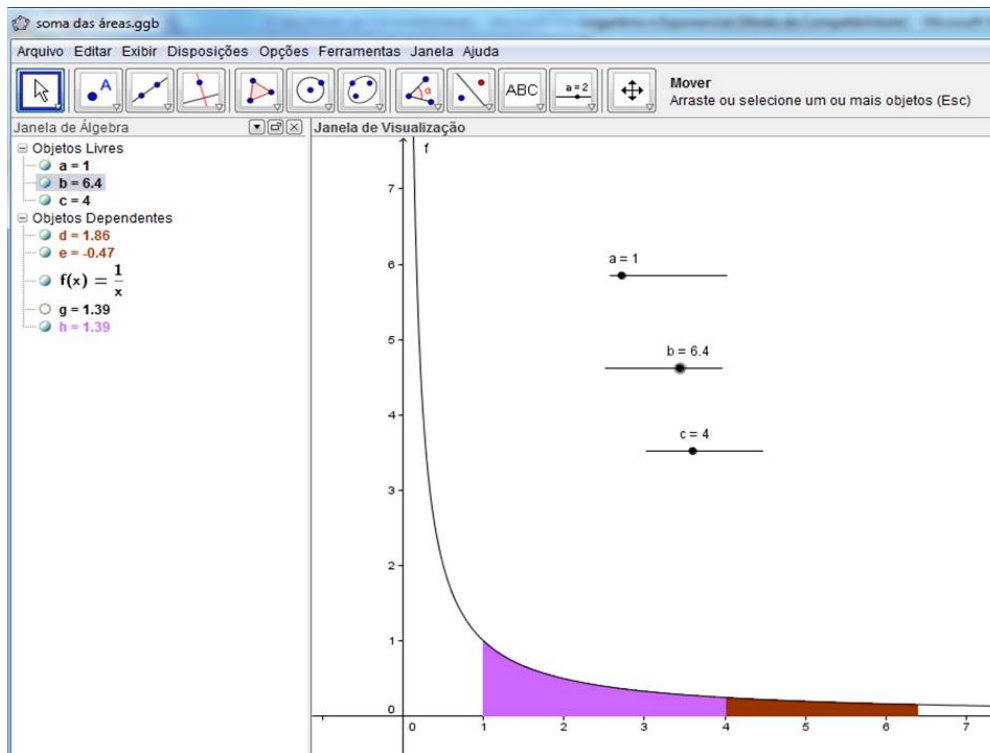 soma das áreas.ggb
Arquivo Editar Exibir Disposições Opções Ferramentas Janela Ajuda
A
α
ABC
a=2
Mover
Arraste ou selecione um ou mais objetos (Esc)
Janela de Álgebra
Janela de Visualização
Objetos Livres
a = 1
b = 6.4
c = 4
Objetos Dependentes
d = 1.86
e = -0.47
f(x) = 1/x
g = 1.39
h = 1.39
f
7
6
5
4
3
2
1
0
a = 1
b = 6.4
c = 4
0 1 2 3 4 5 6 7